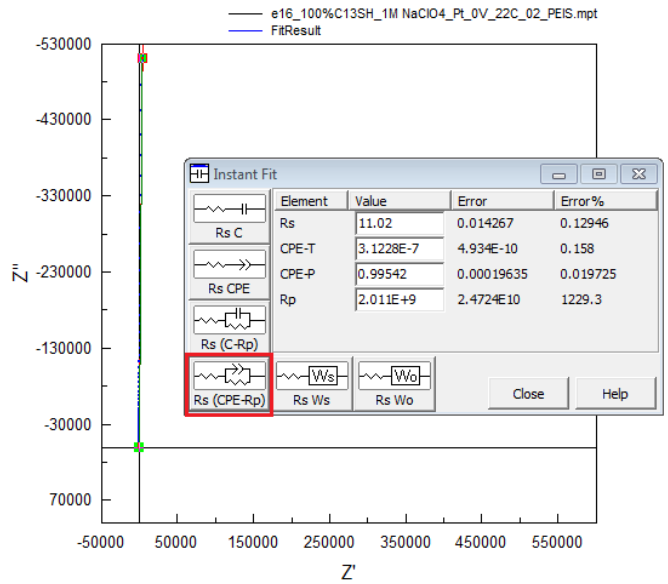 e16_100%C13SH_1M NaClO4_Pt_0V_22C_02_PEIS.mpt
FitResult
-530000
-430000
-330000
-230000
-130000
-30000
70000
Z''
-50000 50000 150000 250000 350000 450000 550000
Z'
Instant Fit
Element Value Error Error%
Rs 11.02 0.014267 0.12946
CPE-T 3.1228E-7 4.934E-10 0.158
CPE-P 0.99542 0.00019635 0.019725
Rp 2.011E+9 2.4724E10 1229.3
Rs C
Rs CPE
Rs (C-Rp)
Rs (CPE-Rp)
Ws
Rs Ws
Wo
Rs Wo
Close
Help